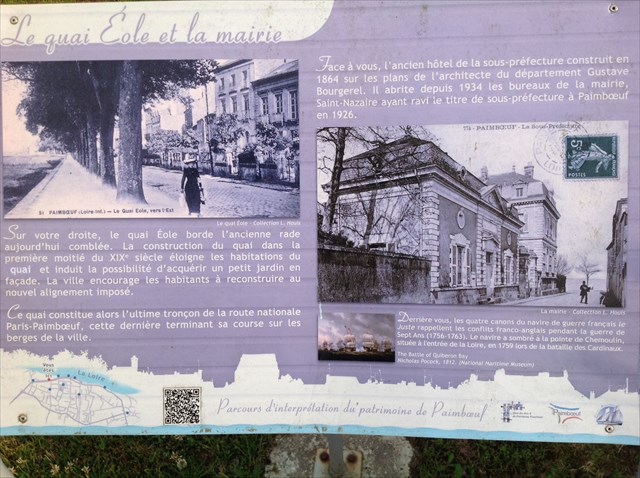 Le quai Éole et la mairie
51 PAIMBŒUF (Loire Inf.) — Le Quai Éole, vers l'Est
Le quai Éole - Collection L. Houis
Sur votre droite, le quai Éole borde l'ancienne rade
aujourd'hui comblée. La construction du quai dans la
première moitié du XIXe siècle éloigne les habitations du
quai et induit la possibilité d'acquérir un petit jardin en
façade. La ville encourage les habitants à reconstruire au
nouvel alignement imposé.
Ce quai constitue alors l'ultime tronçon de la route nationale
Paris-Paimbœuf, cette dernière terminant sa course sur les
berges de la ville.
Face à vous, l'ancien hôtel de la sous-préfecture construit en
1864 sur les plans de l'architecte du département Gustave
Bourgerel. Il abrite depuis 1934 les bureaux de la mairie,
Saint-Nazaire ayant ravi le titre de sous-préfecture à Paimbœuf
en 1926.
774 - PAIMBŒUF - La Sous-Préfecture
5
La mairie - Collection L. Houis
Derrière vous, les quatre canons du navire de guerre français le
Juste rappellent les conflits franco-anglais pendant la guerre de
Sept Ans (1756-1763). Le navire a sombré à la pointe de Chemoulin,
située à l'entrée de la Loire, en 1759 lors de la bataille des Cardinaux.
The Battle of Quiberon Bay
Nicholas Pocock, 1812. (National Maritime Museum)
Vous
êtes
La Loire
Parcours d'interprétation du patrimoine de Paimbœuf
Paimbœuf